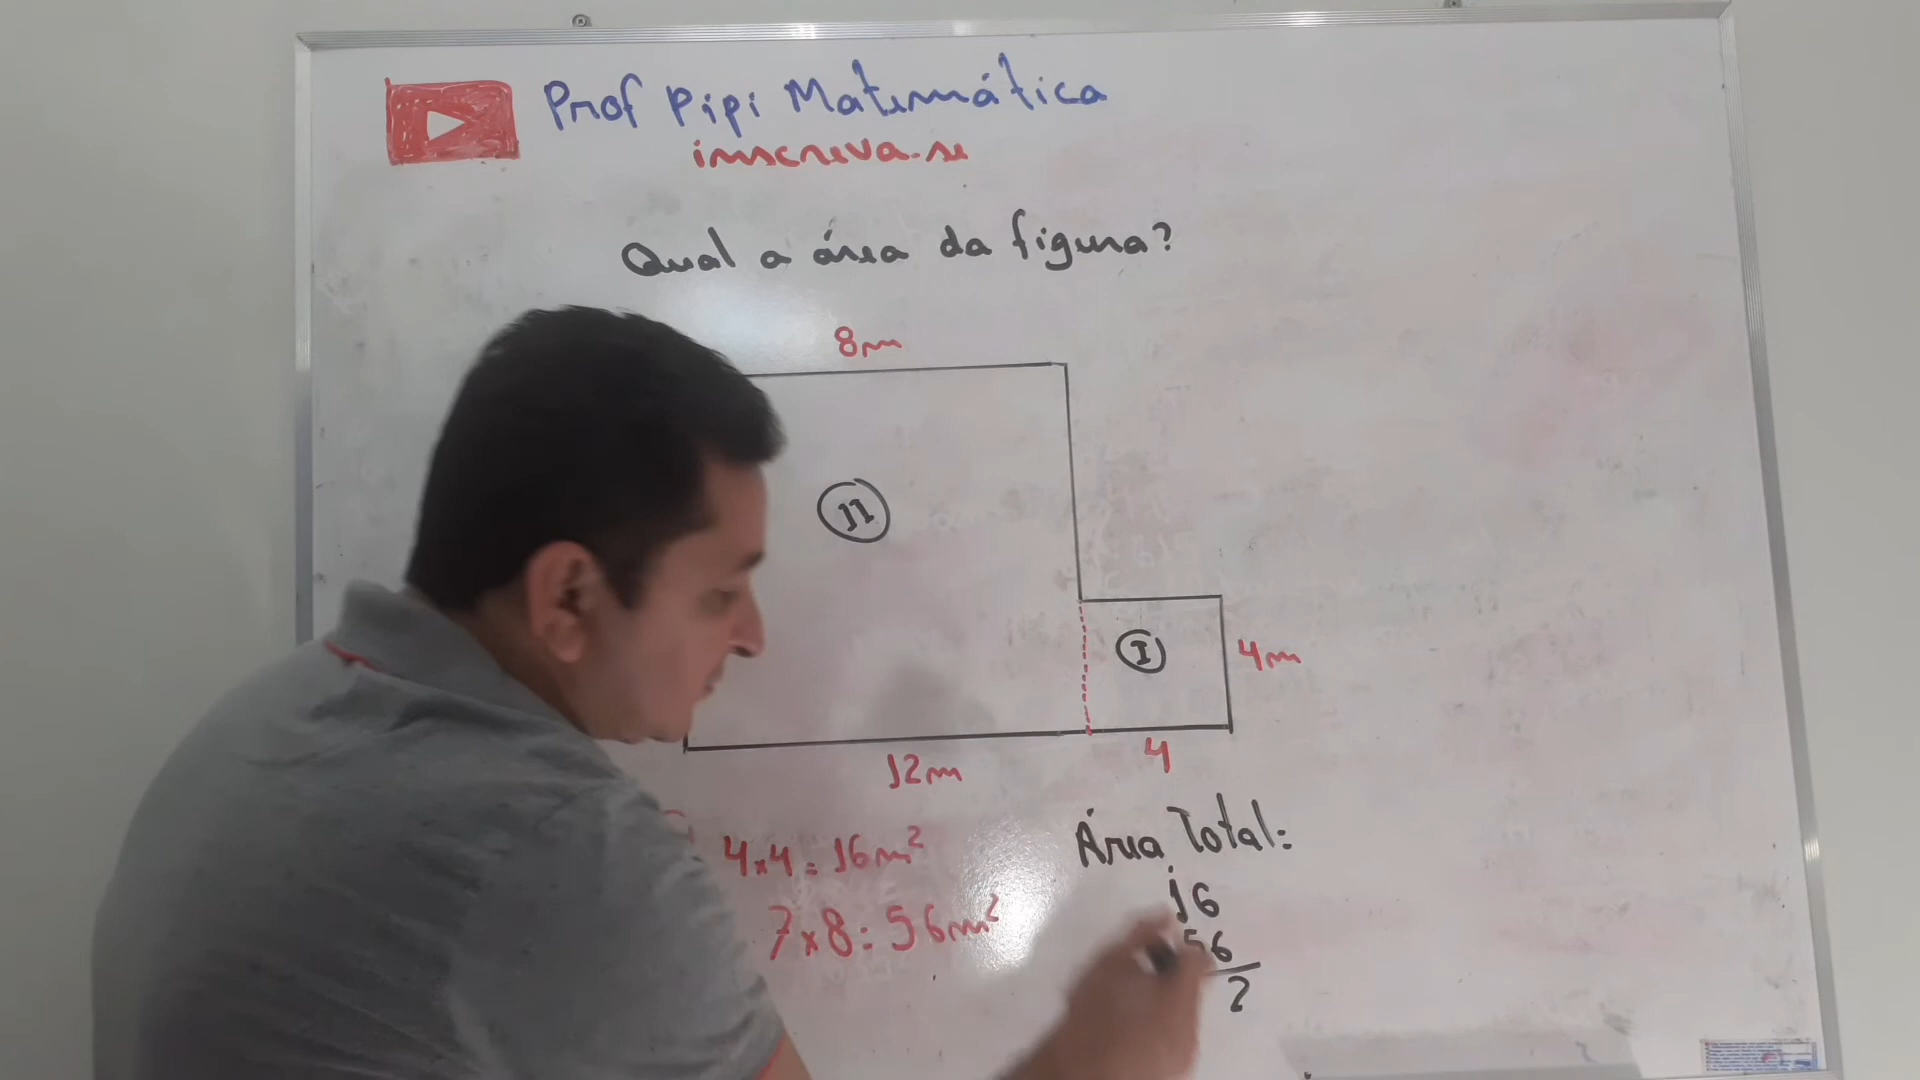 Prof Pipi Matemática
inscreva-se
Qual a área da figura?
8m
II
I
4m
12m
4
4x4=16m²
7x8=56m²
Área Total:
16
56
2